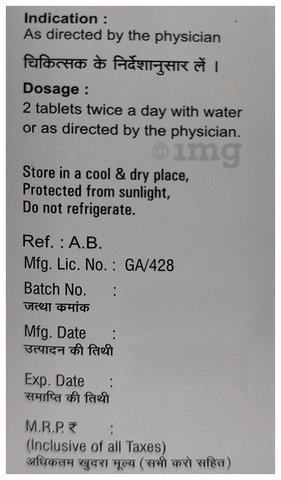 Indication :
As directed by the physician
चिकित्सक के निर्देशानुसार लें ।
Dosage :
2 tablets twice a day with water
or as directed by the physician.
© 1mg
Store in a cool & dry place,
Protected from sunlight,
Do not refrigerate.
Ref. : A.B.
Mfg. Lic. No. : GA/428
Batch No. :
जत्था कमांक
Mfg. Date :
उत्पादन की तिथी
Exp. Date :
समाप्ति की तिथी
M.R.P. ₹ :
(Inclusive of all Taxes)
अधिकतम खुदरा मूल्य (सभी करो सहित)